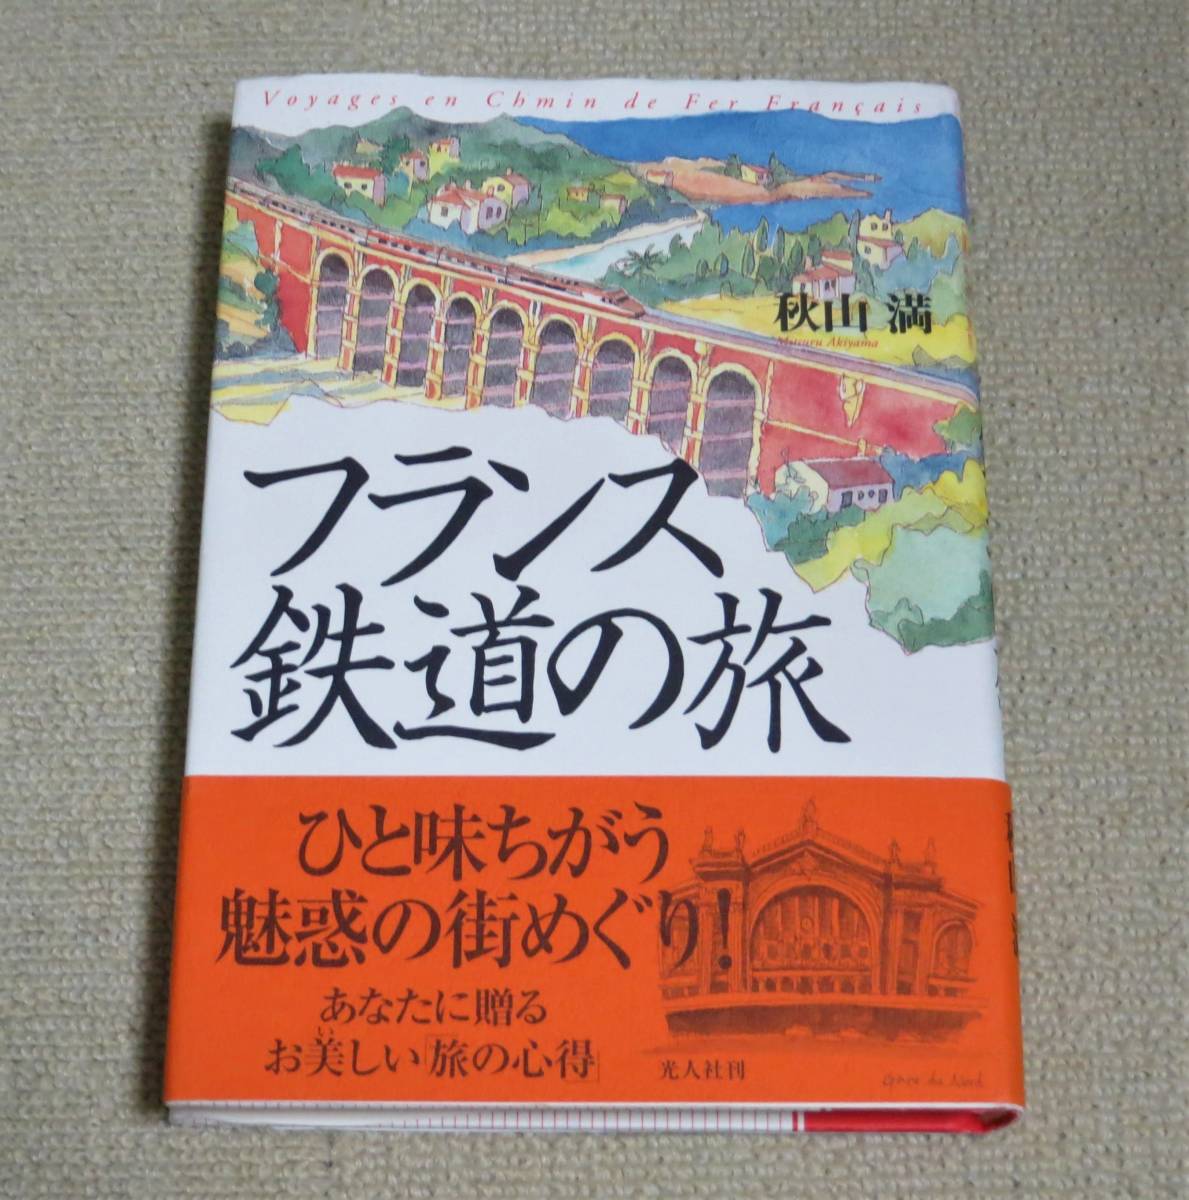 Voyages en Chmin de Fer Français
秋山 満
Mitsuru Akiyama
フランス
鉄道の旅
ひと味ちがう
魅惑の街めぐり!
あなたに贈る
お美しい「旅の心得」
い
光人社刊
Gare du Nord